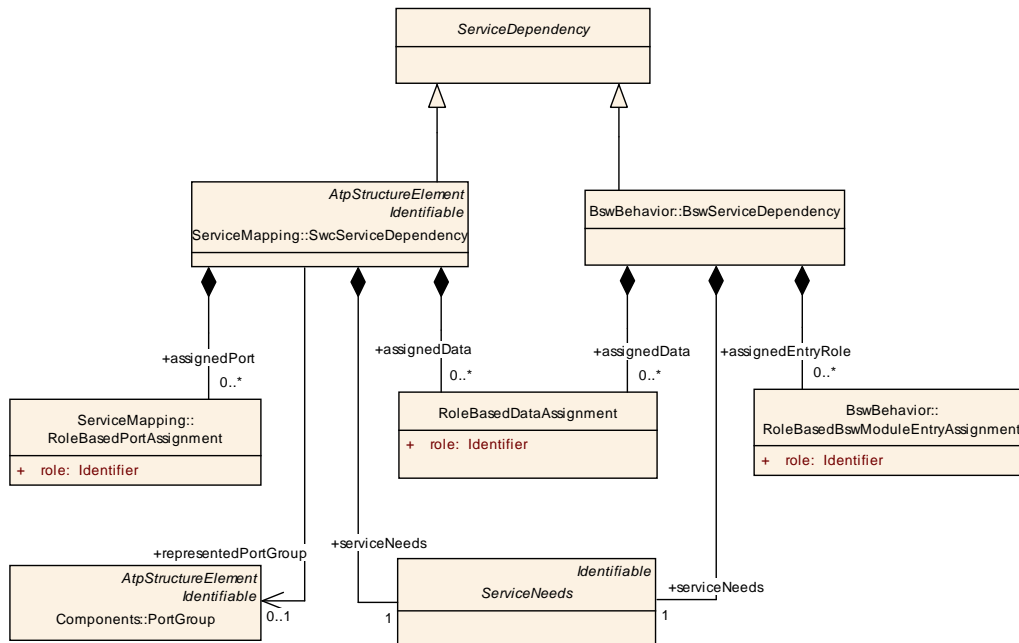 ServiceDependency
AtpStructureElement
Identifiable
ServiceMapping::SwcServiceDependency
BswBehavior::BswServiceDependency
+assignedPort
0..*
+assignedData
0..*
+assignedData
0..*
+assignedEntryRole
0..*
ServiceMapping::
RoleBasedPortAssignment
+ role: Identifier
RoleBasedDataAssignment
+ role: Identifier
BswBehavior::
RoleBasedBswModuleEntryAssignment
+ role: Identifier
+representedPortGroup
0..1
+serviceNeeds
1
+serviceNeeds
1
AtpStructureElement
Identifiable
Components::PortGroup
Identifiable
ServiceNeeds